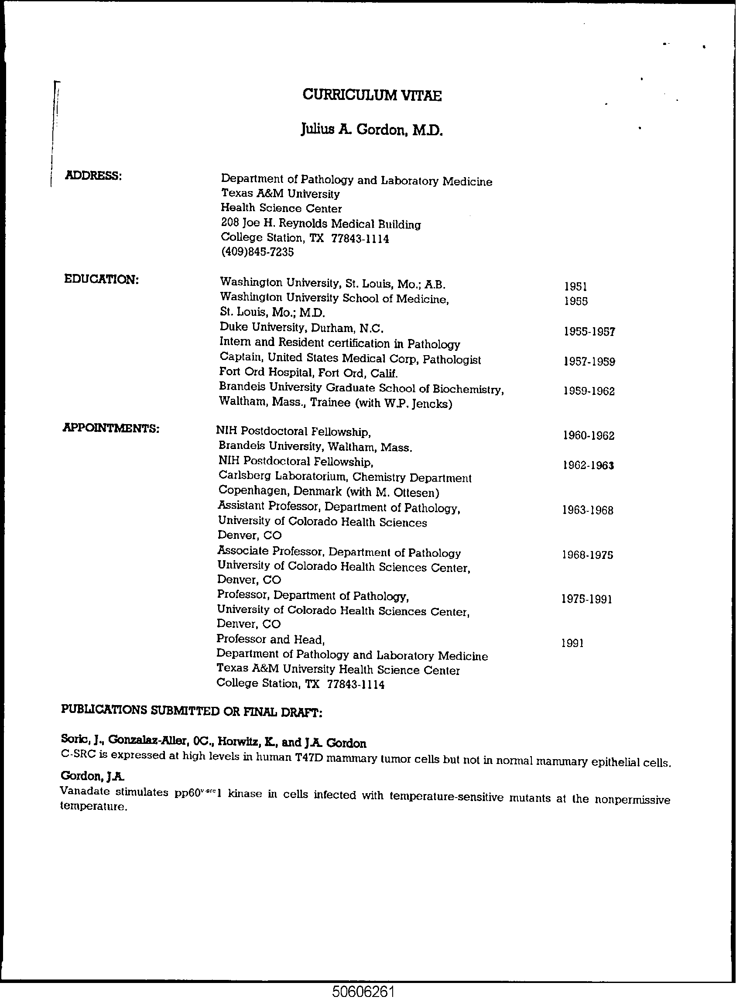 CURRICULUM VITAE
Julius A. Gordon, M.D.
ADDRESS: Department of Pathology and Laboratory Medicine
Texas A&M University
Health Science Center
208 Joe H. Reynolds Medical Building
College Station, TX 77843-1114
(409)845-7235
EDUCATION: Washington University, St. Louis, Mo.; A.B. 1951
Washington University School of Medicine, 1955
St. Louis, Mo.; M.D.
Duke University, Durham, N.C. 1955-1957
Intern and Resident certification in Pathology
Captain, United States Medical Corp, Pathologist 1957-1959
Fort Ord Hospital, Fort Ord, Calif.
Brandeis University Graduate School of Biochemistry, 1959-1962
Waltham, Mass., Trainee (with W.P. Jencks)
APPOINTMENTS: NIH Postdoctoral Fellowship, 1960-1962
Brandeis University, Waltham, Mass.
NIH Postdoctoral Fellowship, 1962-1963
Carlsberg Laboratorium, Chemistry Department
Copenhagen, Denmark (with M. Ottesen)
Assistant Professor, Department of Pathology, 1963-1968
University of Colorado Health Sciences
Denver, CO
Associate Professor, Department of Pathology 1968-1975
University of Colorado Health Sciences Center,
Denver, CO
Professor, Department of Pathology, 1975-1991
University of Colorado Health Sciences Center,
Denver, CO
Professor and Head, 1991
Department of Pathology and Laboratory Medicine
Texas A&M University Health Science Center
College Station, TX 77843-1114
PUBLICATIONS SUBMITTED OR FINAL DRAFT:
Soric, J., Gonzalaz-Aller, 0C., Horwitz, K., and J.A. Gordon
C-SRC is expressed at high levels in human T47D mammary tumor cells but not in normal mammary epithelial cells.
Gordon, J.A.
Vanadate stimulates pp60v-src1 kinase in cells infected with temperature-sensitive mutants at the nonpermissive
temperature.
50606261